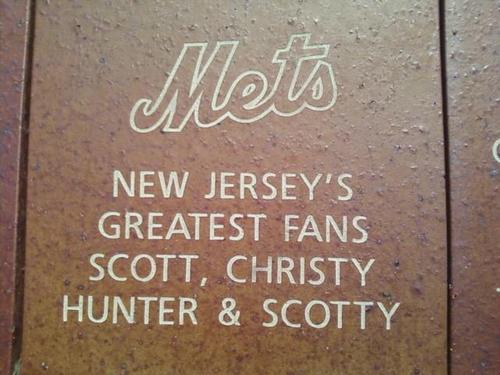 Mets
NEW JERSEY'S
GREATEST FANS
SCOTT, CHRISTY
HUNTER & SCOTTY